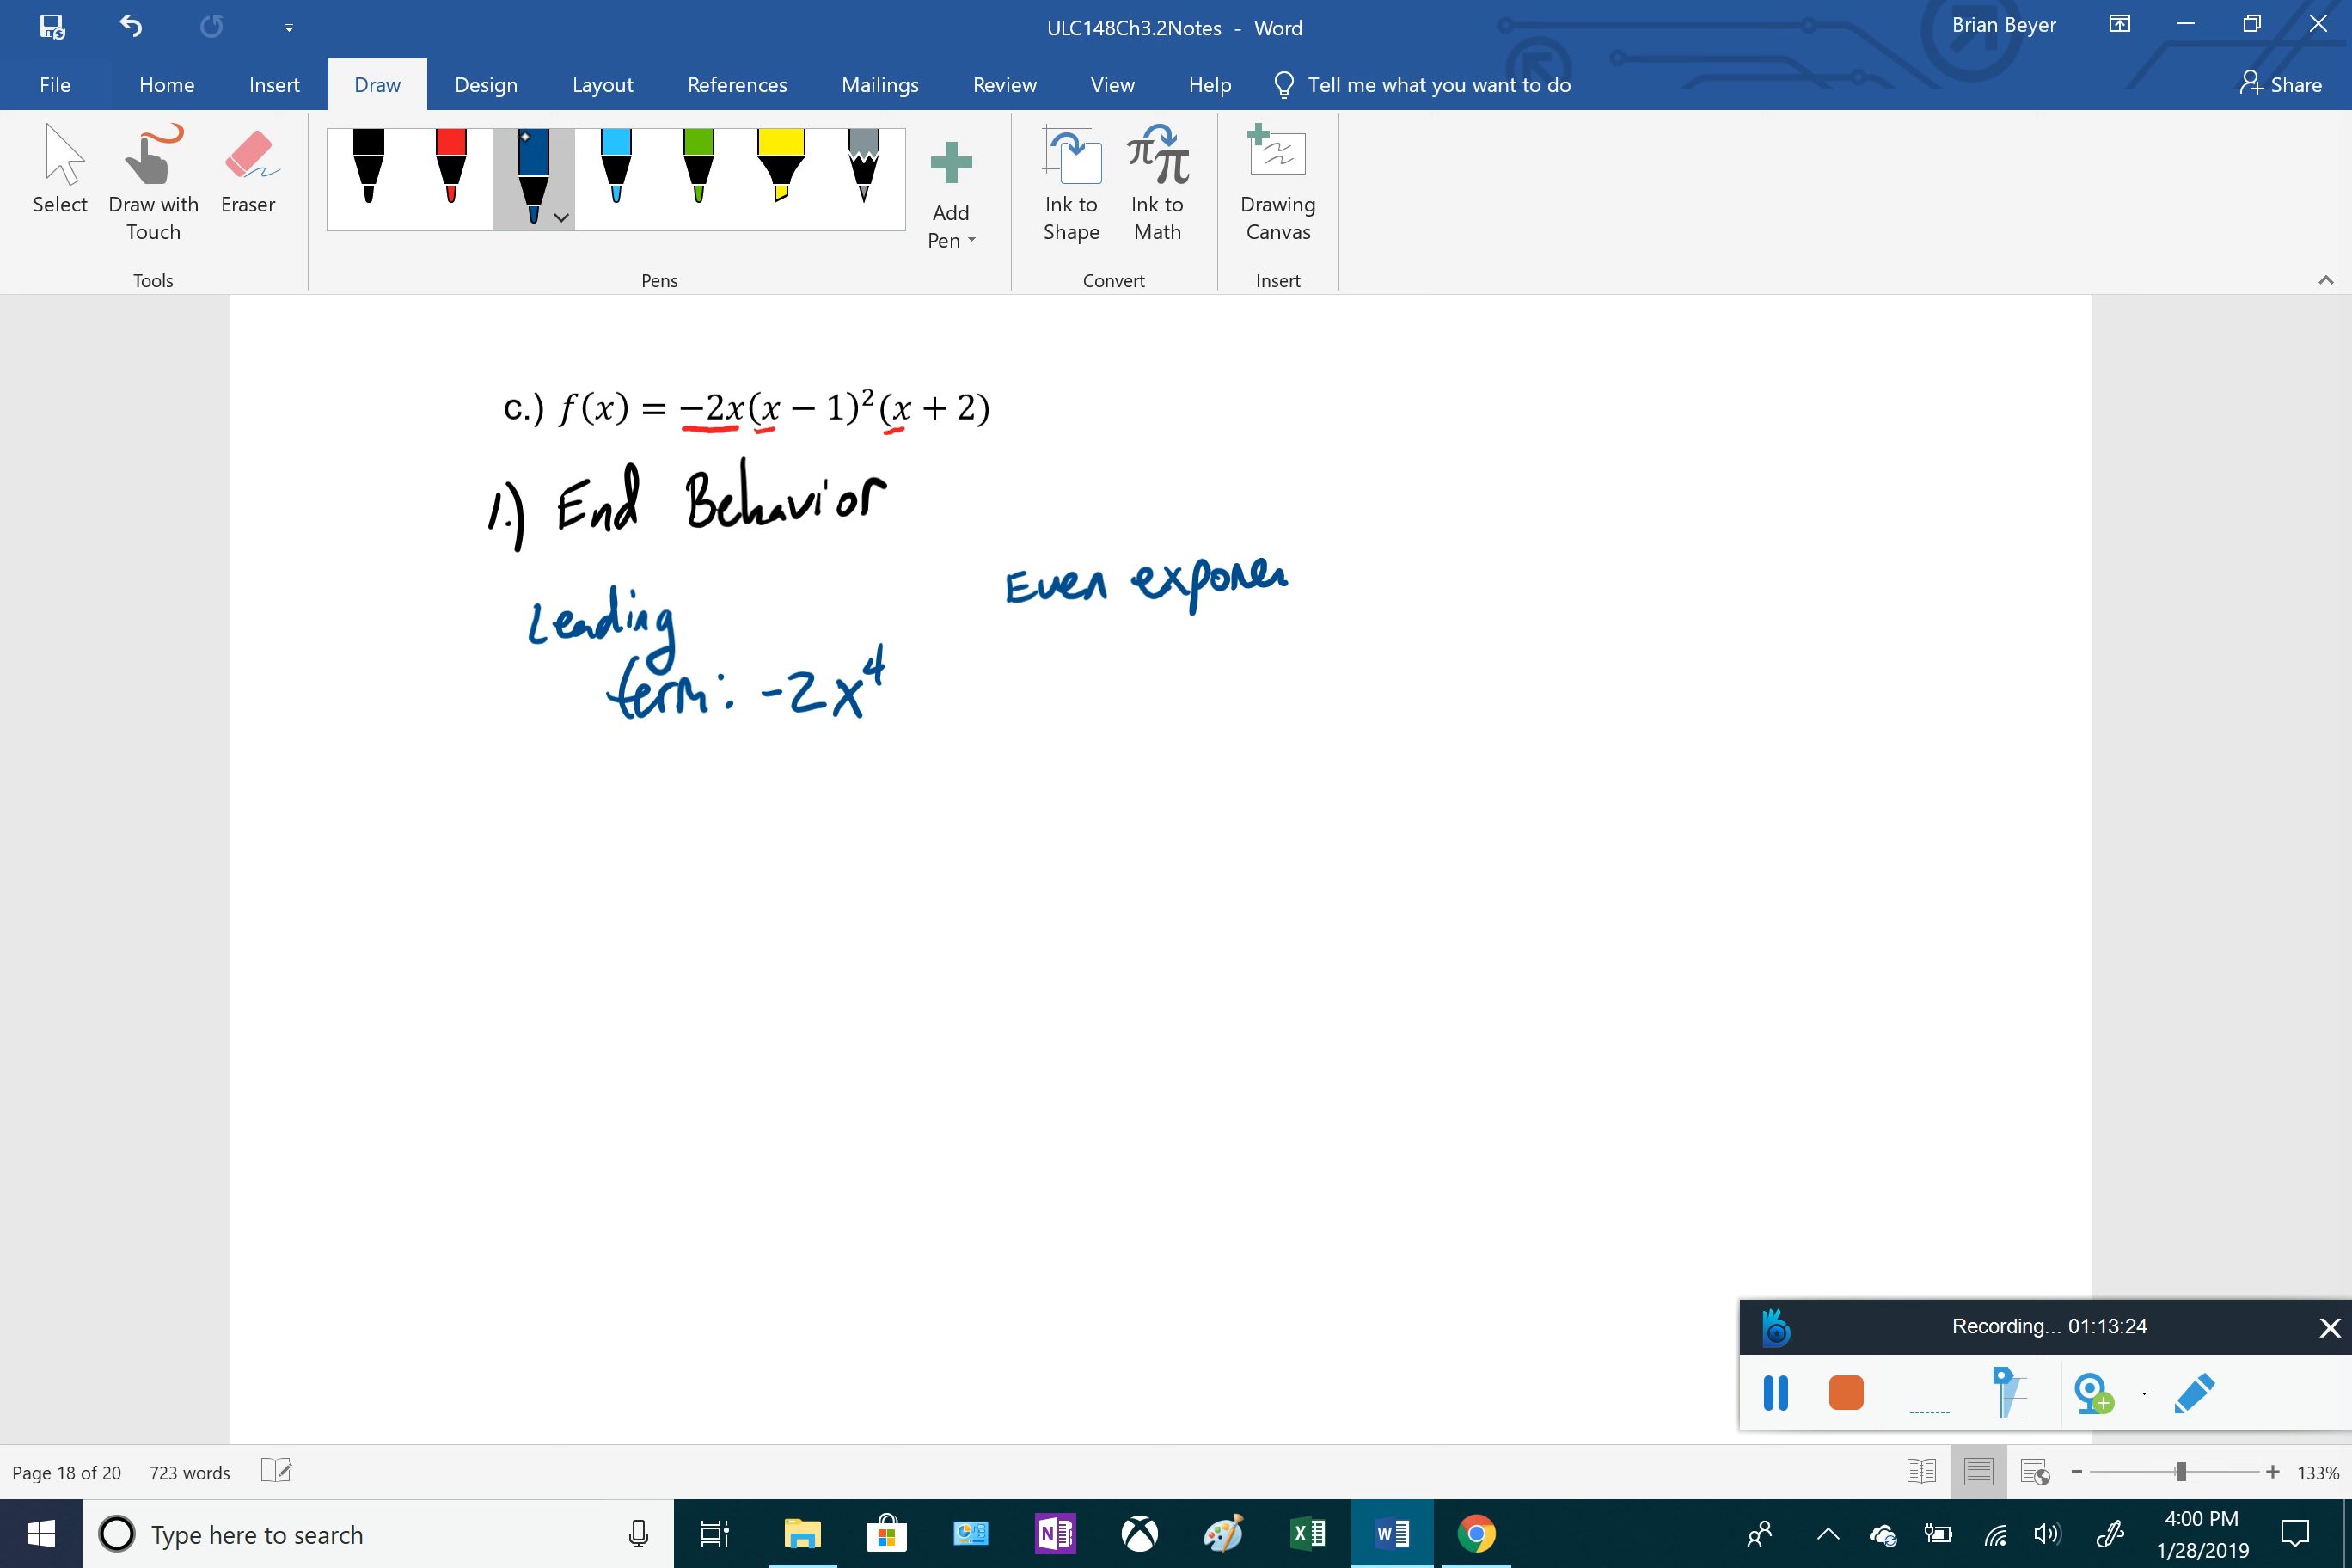 ULC148Ch3.2Notes - Word
Brian Beyer
File Home Insert Draw Design Layout References Mailings Review View Help Tell me what you want to do Share
Select
Draw with Touch
Eraser
Tools
Pens
Add Pen
Ink to Shape
Ink to Math
Convert
Drawing Canvas
Insert
c.) f(x) = −2x(x − 1)²(x + 2)
1.) End Behavior
Even exponen
Leading
term: -2x⁴
Recording... 01:13:24
Page 18 of 20 723 words
133%
Type here to search
4:00 PM
1/28/2019